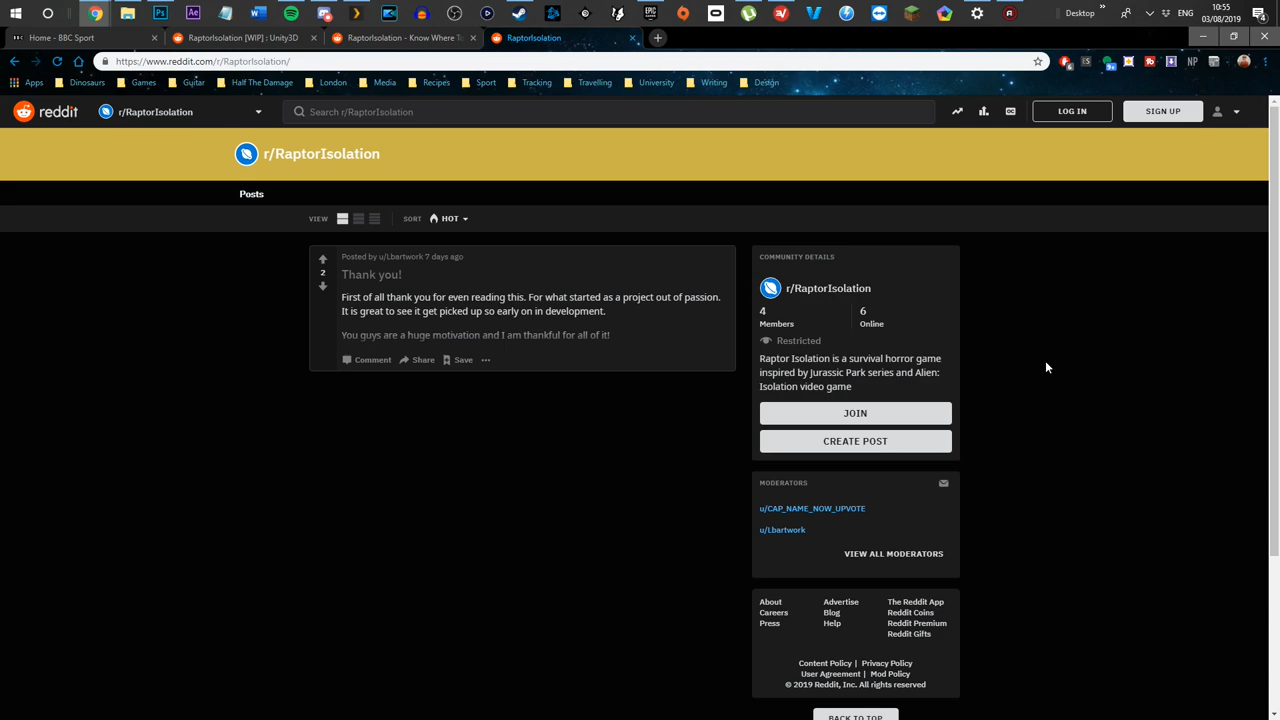 10:55
Desktop
ENG
03/08/2019
4
Home - BBC Sport
RaptorIsolation [WIP] : Unity3D
RaptorIsolation - Know Where To
RaptorIsolation
https://www.reddit.com/r/RaptorIsolation/
Apps Dinosaurs Games Guitar Half The Damage London Media Recipes Sport Tracking Travelling University Writing Design
reddit
r/RaptorIsolation
Search r/RaptorIsolation
LOG IN
SIGN UP
r/RaptorIsolation
Posts
VIEW SORT HOT
Posted by u/Lbartwork 7 days ago
2
Thank you!
First of all thank you for even reading this. For what started as a project out of passion.
It is great to see it get picked up so early on in development.
You guys are a huge motivation and I am thankful for all of it!
Comment Share Save
COMMUNITY DETAILS
r/RaptorIsolation
4 6
Members Online
Restricted
Raptor Isolation is a survival horror game
inspired by Jurassic Park series and Alien:
Isolation video game
JOIN
CREATE POST
MODERATORS
u/CAP_NAME_NOW_UPVOTE
u/Lbartwork
VIEW ALL MODERATORS
About Advertise The Reddit App
Careers Blog Reddit Coins
Press Help Reddit Premium
Reddit Gifts
Content Policy | Privacy Policy
User Agreement | Mod Policy
© 2019 Reddit, Inc. All rights reserved
BACK TO TOP